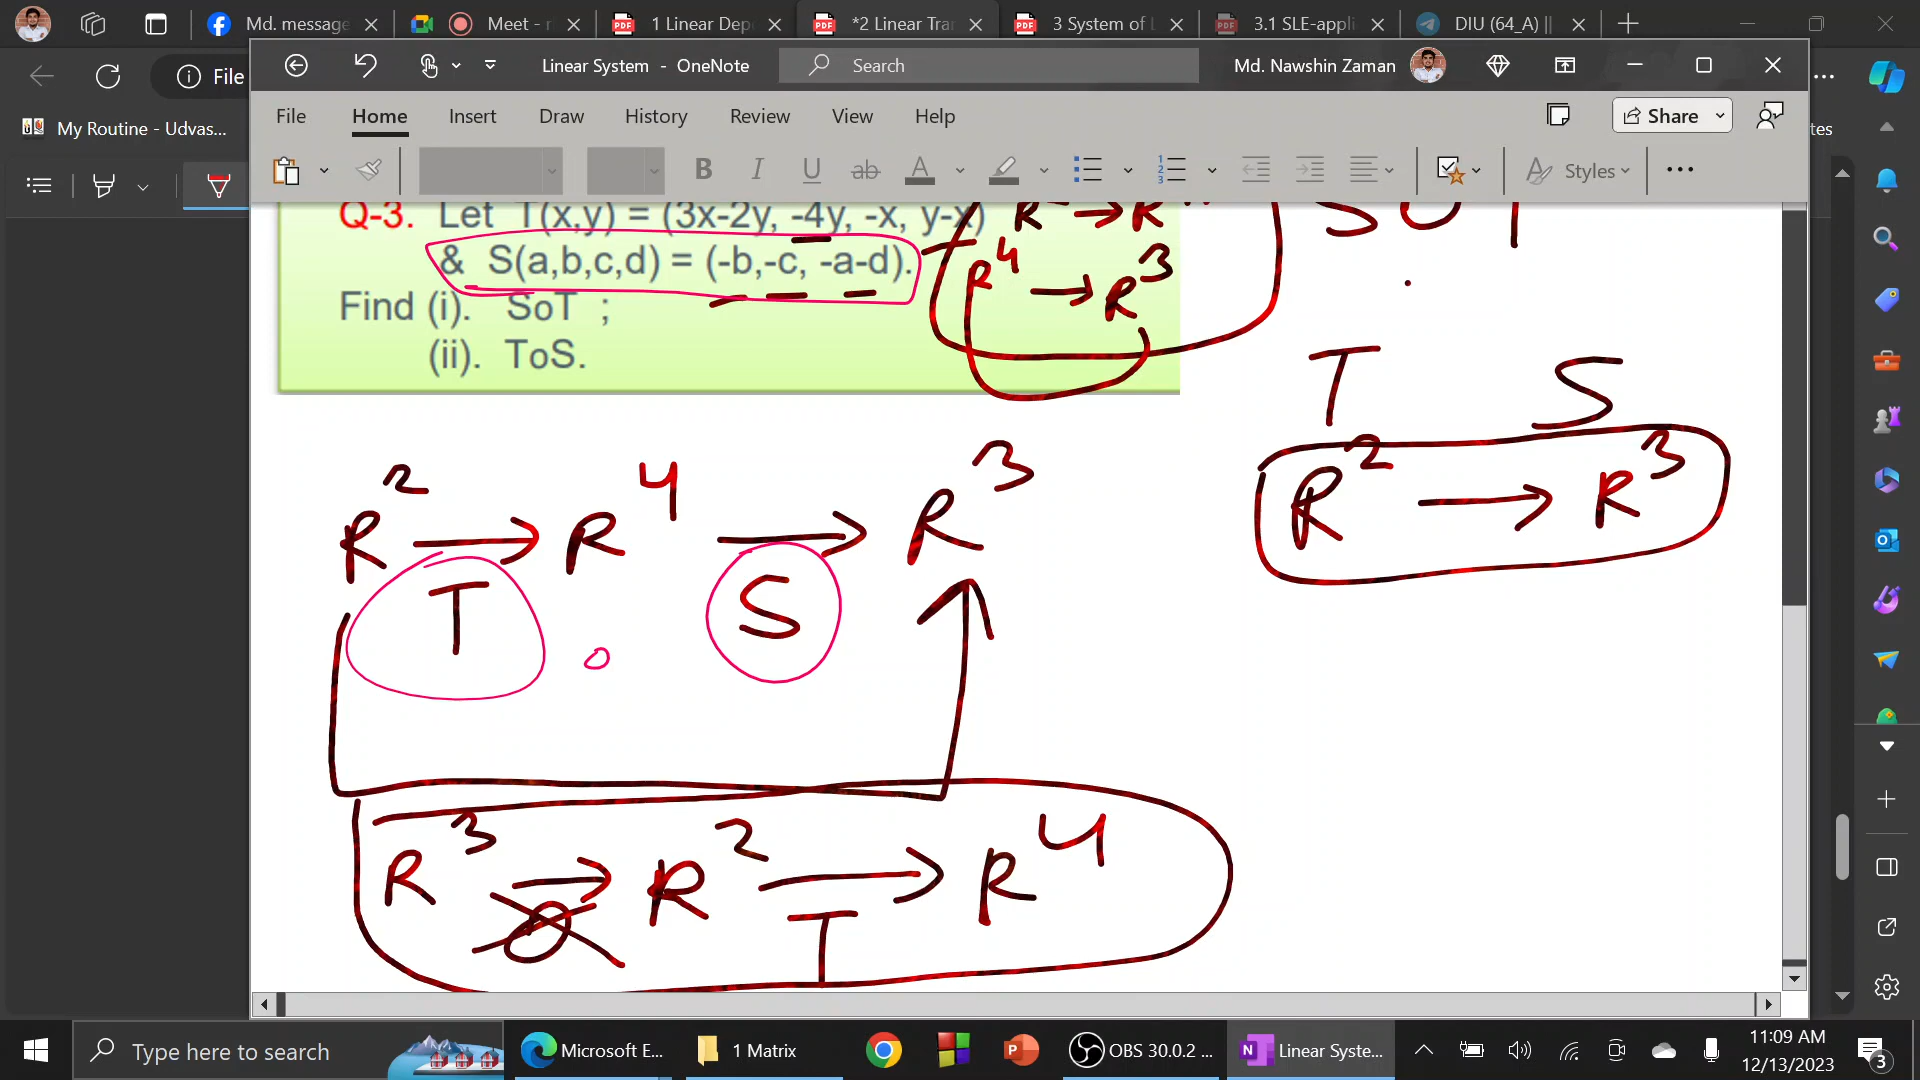 Md. message
Meet - r
1 Linear Dep
*2 Linear Tra
3 System of L
3.1 SLE-appli
DIU (64_A) ||
File
Linear System - OneNote
Search
Md. Nawshin Zaman
My Routine - Udvas...
File Home Insert Draw History Review View Help
Share
tes
B I U ab A
Styles
Q-3. Let T(x,y) = (3x-2y, -4y, -x, y-x)
& S(a,b,c,d) = (-b,-c, -a-d).
Find (i). SoT ;
(ii). ToS.
R → R
R⁴ → R³
S O T
T S
R² → R³
R² → R⁴ → R³
T o S
R³ → R² → R⁴
T
Type here to search
Microsoft E...
1 Matrix
OBS 30.0.2 ...
Linear Syste...
11:09 AM
12/13/2023
3